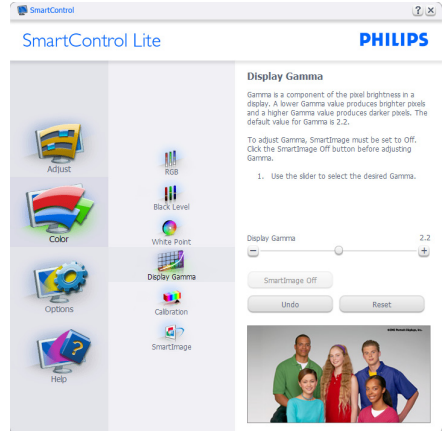 SmartControl
SmartControl Lite
PHILIPS
Adjust
Color
Options
Help
RGB
Black Level
White Point
Display Gamma
Calibration
SmartImage
Display Gamma
Gamma is a component of the pixel brightness in a
display. A lower Gamma value produces brighter pixels
and a higher Gamma value produces darker pixels. The
default value for Gamma is 2.2.
To adjust Gamma, SmartImage must be set to Off.
Click the SmartImage Off button before adjusting
Gamma.
1. Use the slider to select the desired Gamma.
Display Gamma 2.2
SmartImage Off
Undo Reset